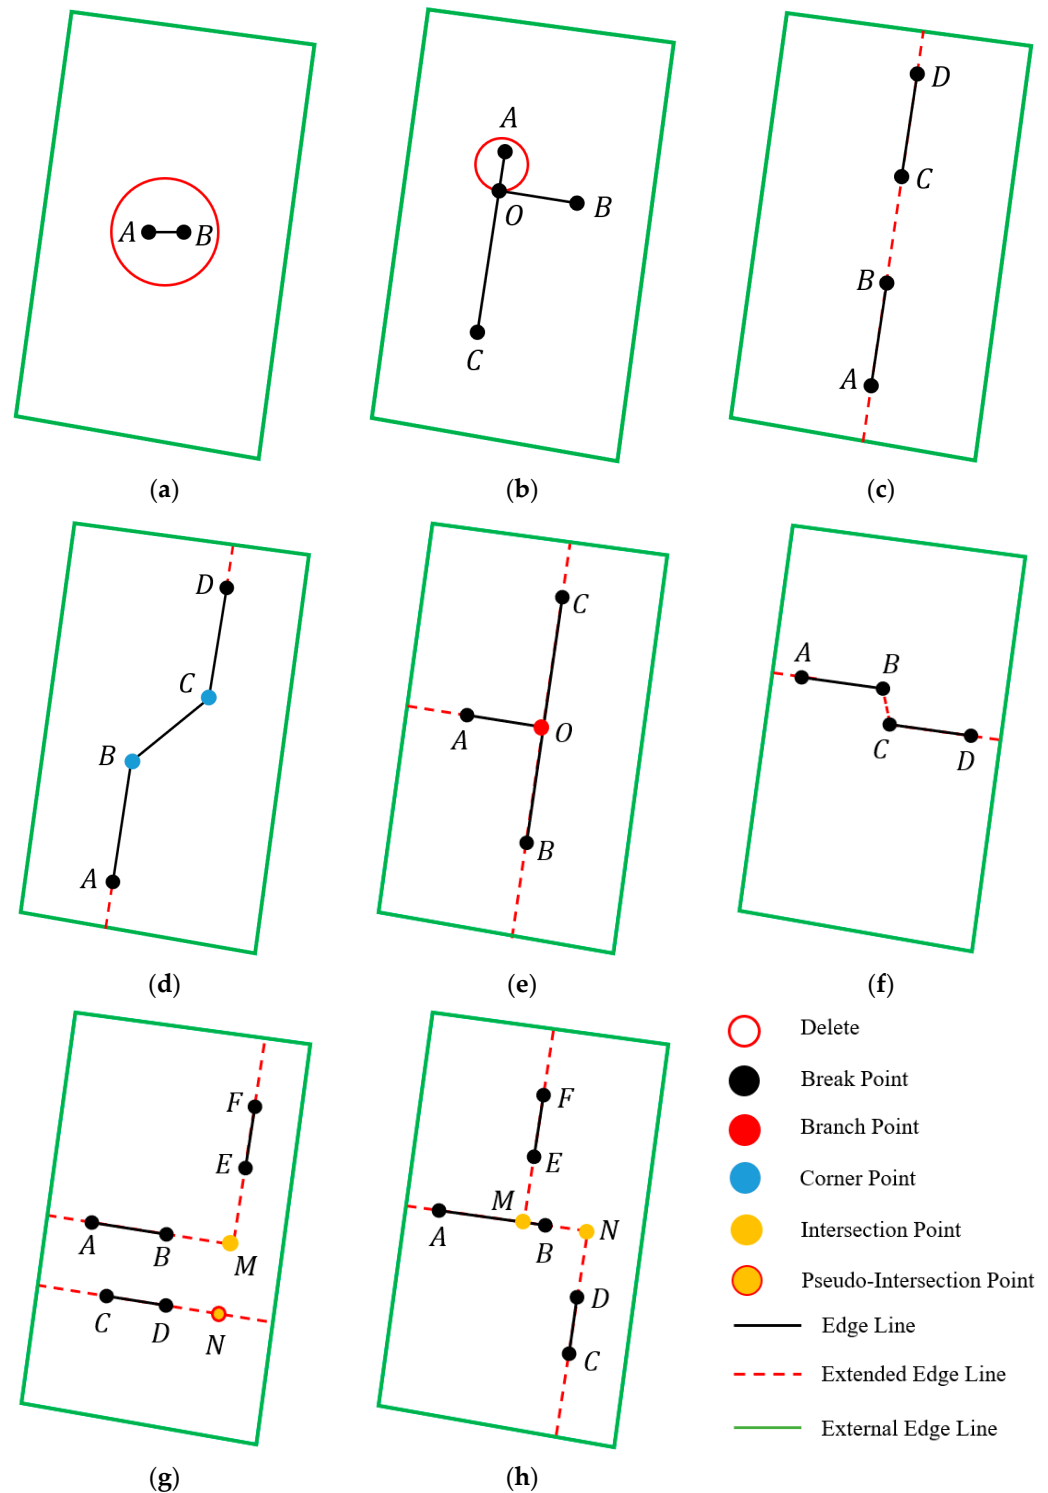 A B
A
O B
C
D
C
B
A
(a) (b) (c)
D
C
B
A
C
A O
B
A B
C D
(d) (e) (f)
F
E
A B M
C D N
F
E
M
A B N
D
C
Delete
Break Point
Branch Point
Corner Point
Intersection Point
Pseudo-Intersection Point
Edge Line
Extended Edge Line
External Edge Line
(g) (h)